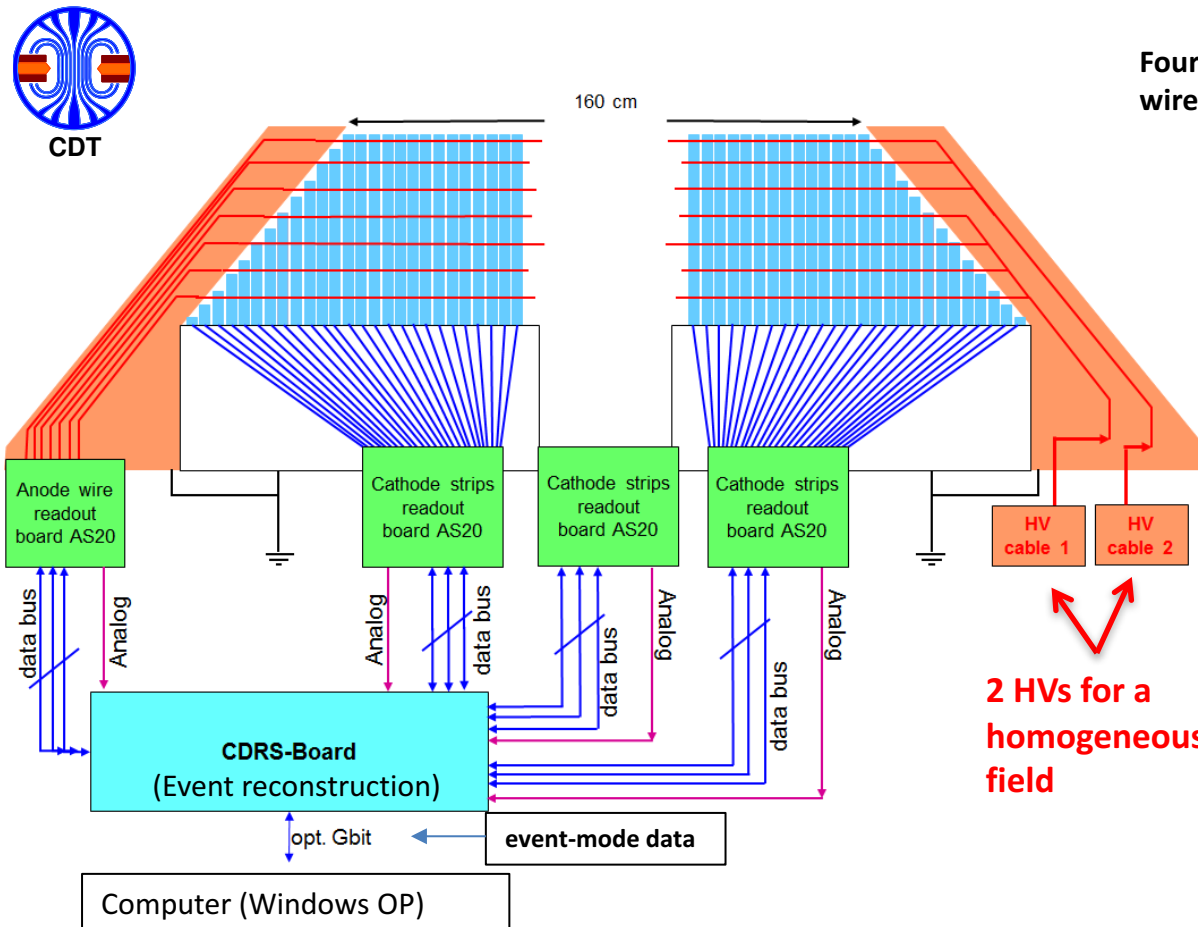 CDT
160 cm
Four
wire
Anode wire
readout
board AS20
Cathode strips
readout
board AS20
Cathode strips
readout
board AS20
Cathode strips
readout
board AS20
HV
cable 1
HV
cable 2
data bus
Analog
Analog
data bus
data bus
Analog
data bus
Analog
2 HVs for a
homogeneous
field
CDRS-Board
(Event reconstruction)
opt. Gbit
event-mode data
Computer (Windows OP)